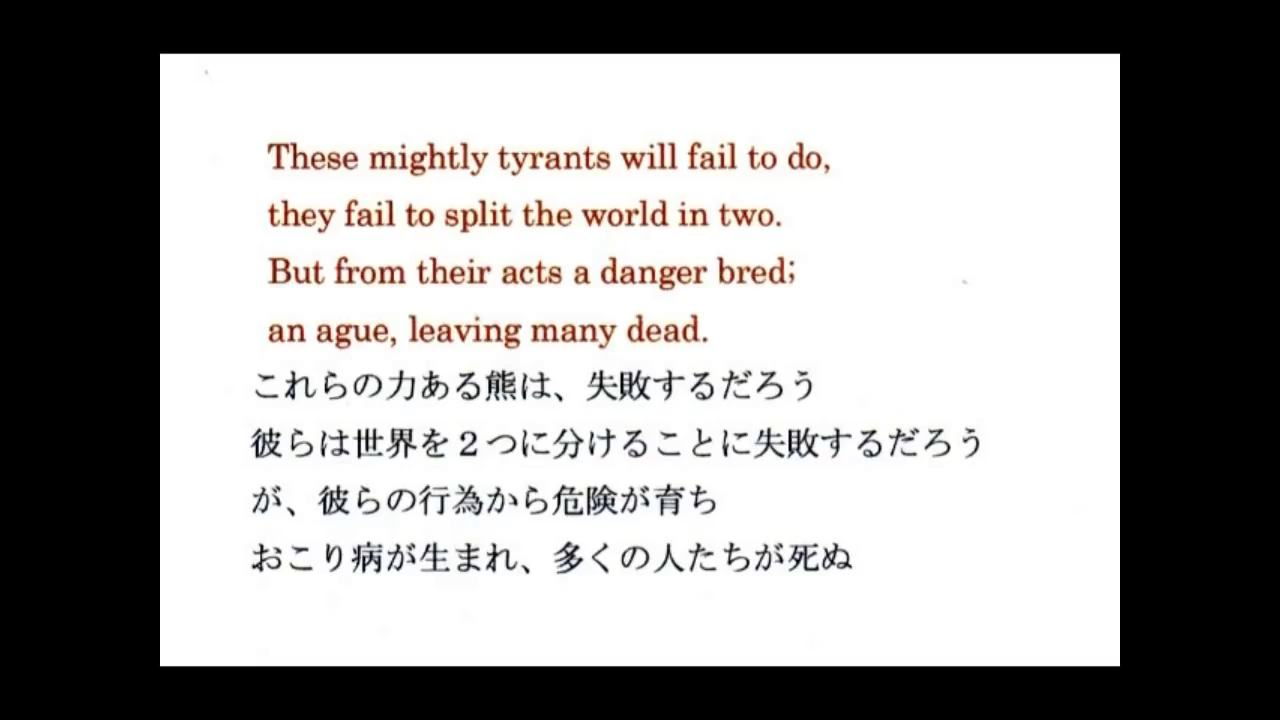 These mightly tyrants will fail to do,
they fail to split the world in two.
But from their acts a danger bred;
an ague, leaving many dead.
これらの力ある熊は、失敗するだろう
彼らは世界を２つに分けることに失敗するだろう
が、彼らの行為から危険が育ち
おこり病が生まれ、多くの人たちが死ぬ